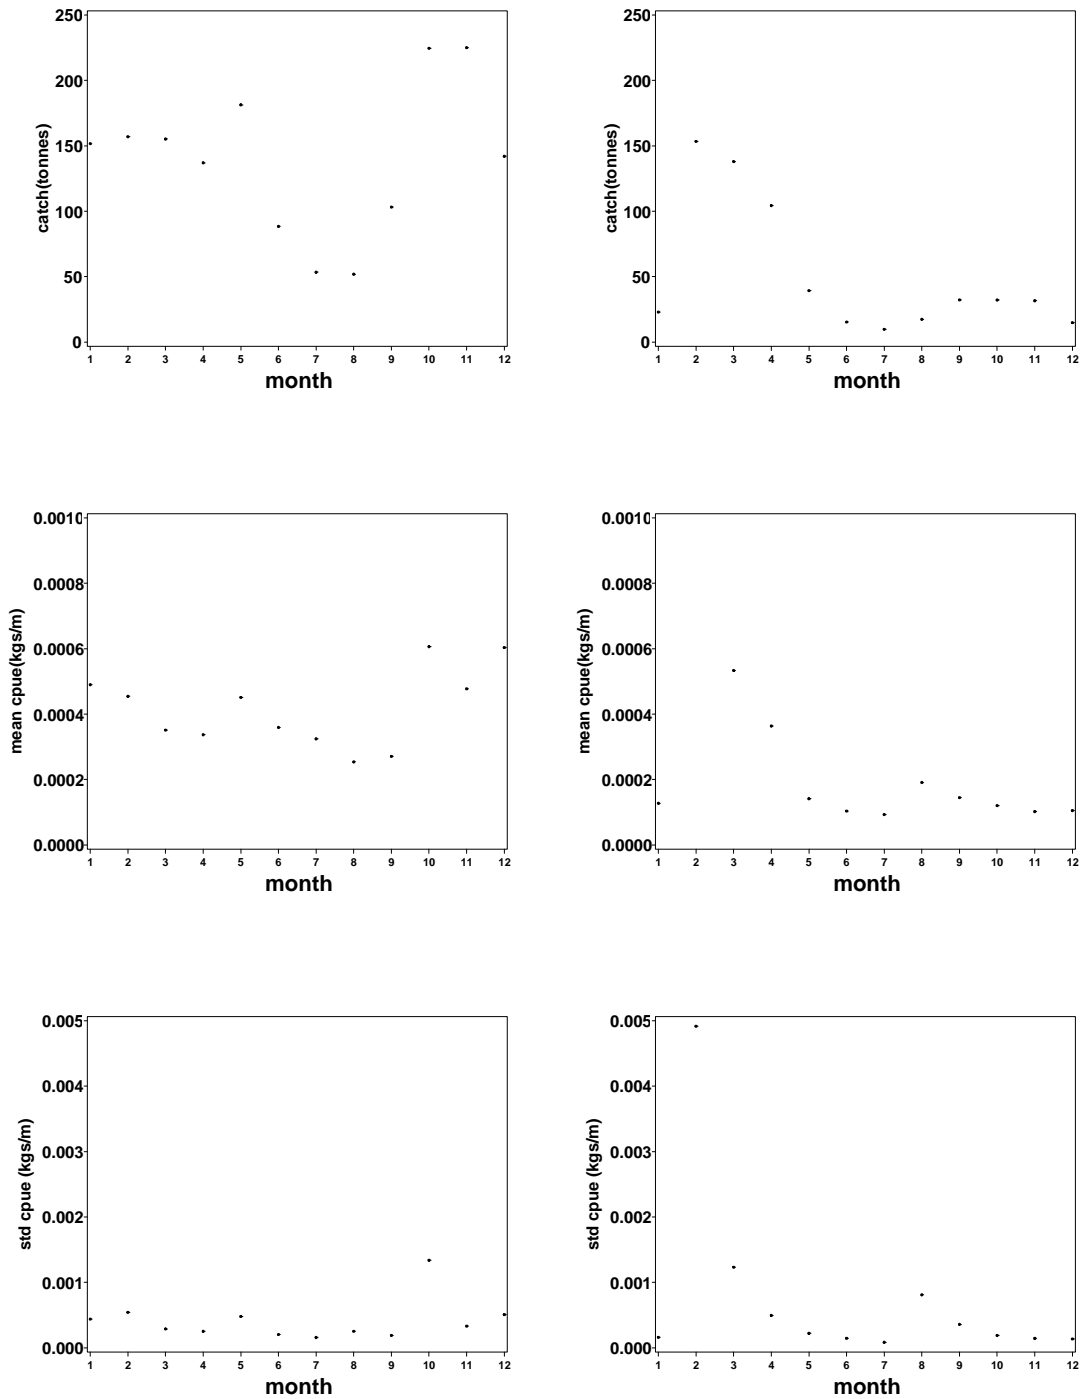 250
200
150
100
50
0
catch(tonnes)
1 2 3 4 5 6 7 8 9 10 11 12
month
250
200
150
100
50
0
catch(tonnes)
1 2 3 4 5 6 7 8 9 10 11 12
month
0.0010
0.0008
0.0006
0.0004
0.0002
0.0000
mean cpue(kgs/m)
1 2 3 4 5 6 7 8 9 10 11 12
month
0.0010
0.0008
0.0006
0.0004
0.0002
0.0000
mean cpue(kgs/m)
1 2 3 4 5 6 7 8 9 10 11 12
month
0.005
0.004
0.003
0.002
0.001
0.000
std cpue (kgs/m)
1 2 3 4 5 6 7 8 9 10 11 12
month
0.005
0.004
0.003
0.002
0.001
0.000
std cpue (kgs/m)
1 2 3 4 5 6 7 8 9 10 11 12
month